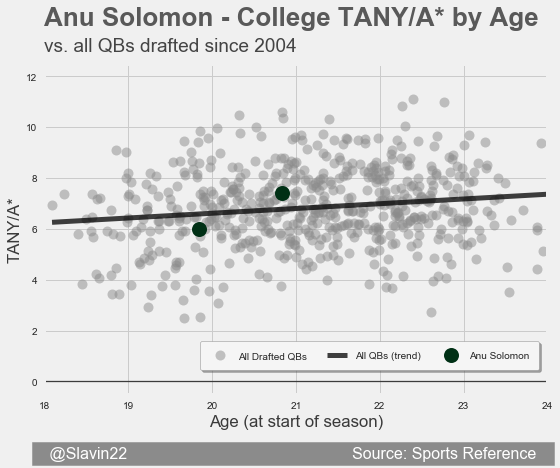 Anu Solomon - College TANY/A* by Age
vs. all QBs drafted since 2004
12
10
8
6
4
2
0
TANY/A*
All Drafted QBs
All QBs (trend)
Anu Solomon
18 19 20 21 22 23 24
Age (at start of season)
@Slavin22
Source: Sports Reference